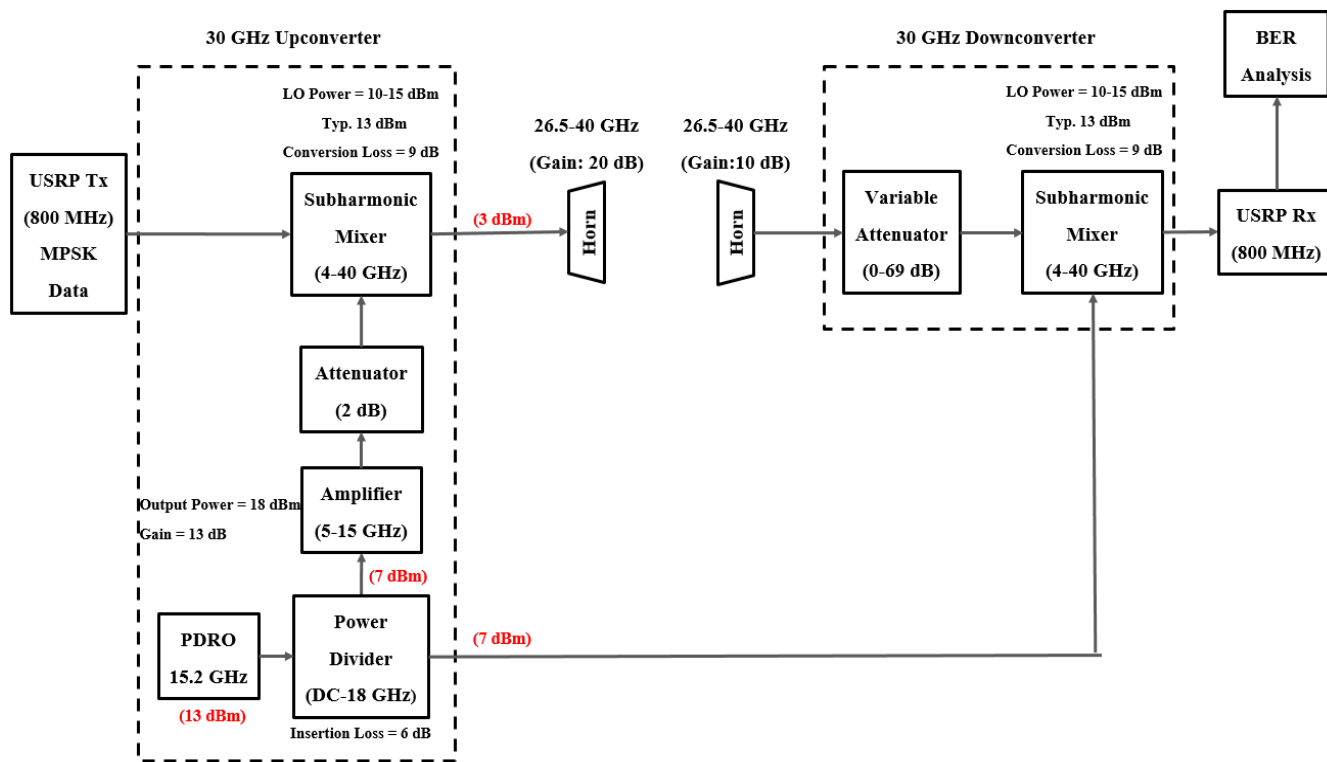 30 GHz Upconverter
30 GHz Downconverter
BER
Analysis
LO Power = 10-15 dBm
Typ. 13 dBm
Conversion Loss = 9 dB
LO Power = 10-15 dBm
Typ. 13 dBm
Conversion Loss = 9 dB
26.5-40 GHz
(Gain: 20 dB)
26.5-40 GHz
(Gain:10 dB)
USRP Tx
(800 MHz)
MPSK
Data
Subharmonic
Mixer
(4-40 GHz)
(3 dBm)
Horn
Horn
Variable
Attenuator
(0-69 dB)
Subharmonic
Mixer
(4-40 GHz)
USRP Rx
(800 MHz)
Attenuator
(2 dB)
Output Power = 18 dBm
Gain = 13 dB
Amplifier
(5-15 GHz)
(7 dBm)
PDRO
15.2 GHz
(13 dBm)
Power
Divider
(DC-18 GHz)
Insertion Loss = 6 dB
(7 dBm)